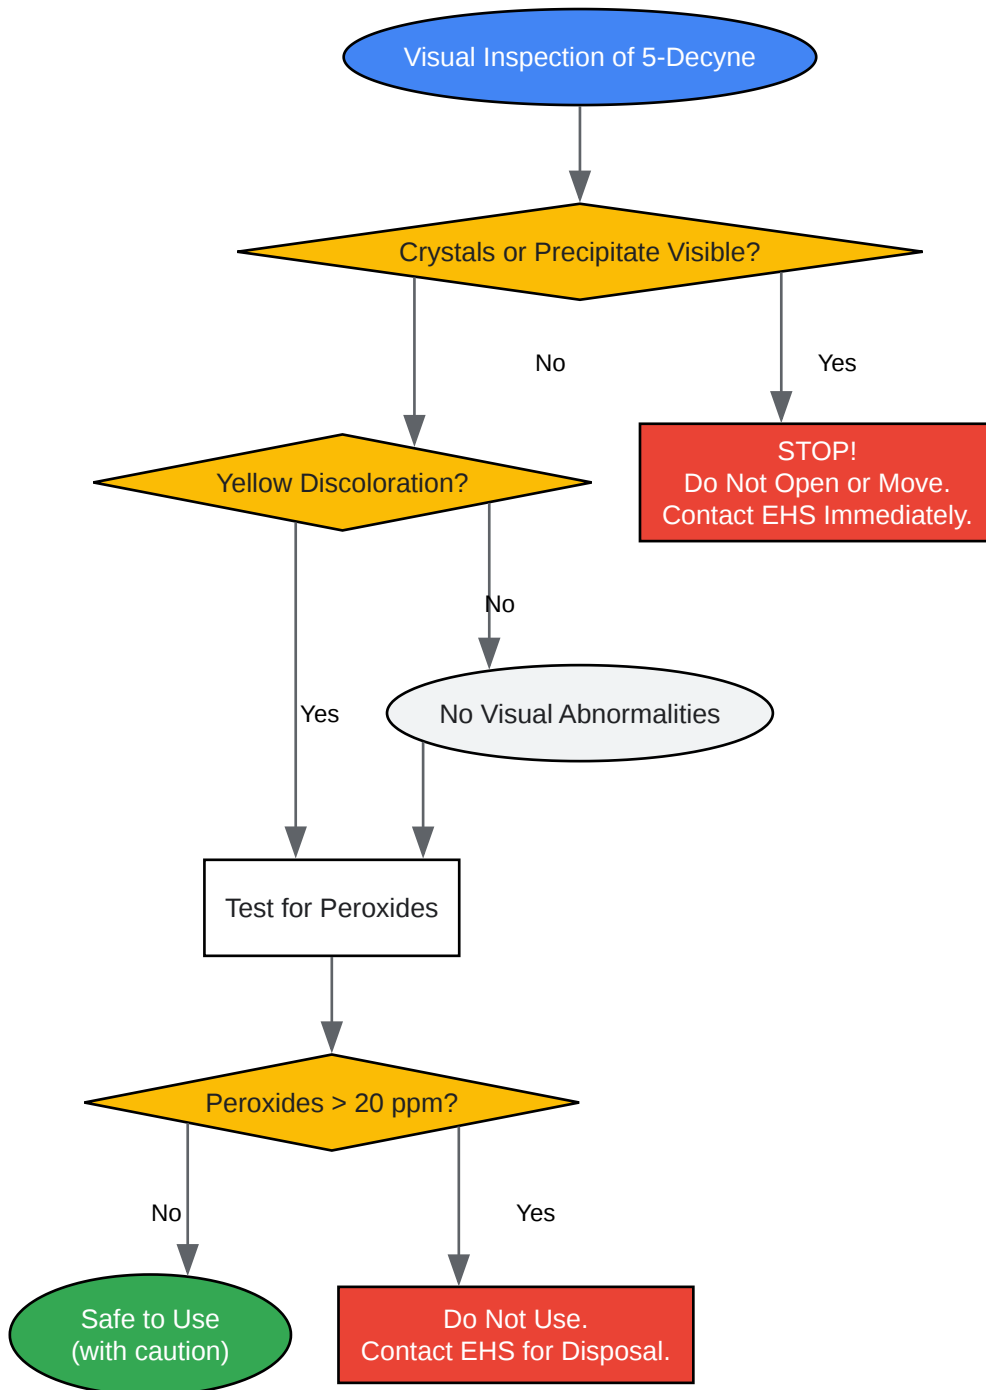 Visual Inspection of 5-Decyne
Crystals or Precipitate Visible?
No
Yes
Yellow Discoloration?
STOP!
Do Not Open or Move.
Contact EHS Immediately.
No
Yes
No Visual Abnormalities
Test for Peroxides
Peroxides > 20 ppm?
No
Yes
Safe to Use
(with caution)
Do Not Use.
Contact EHS for Disposal.